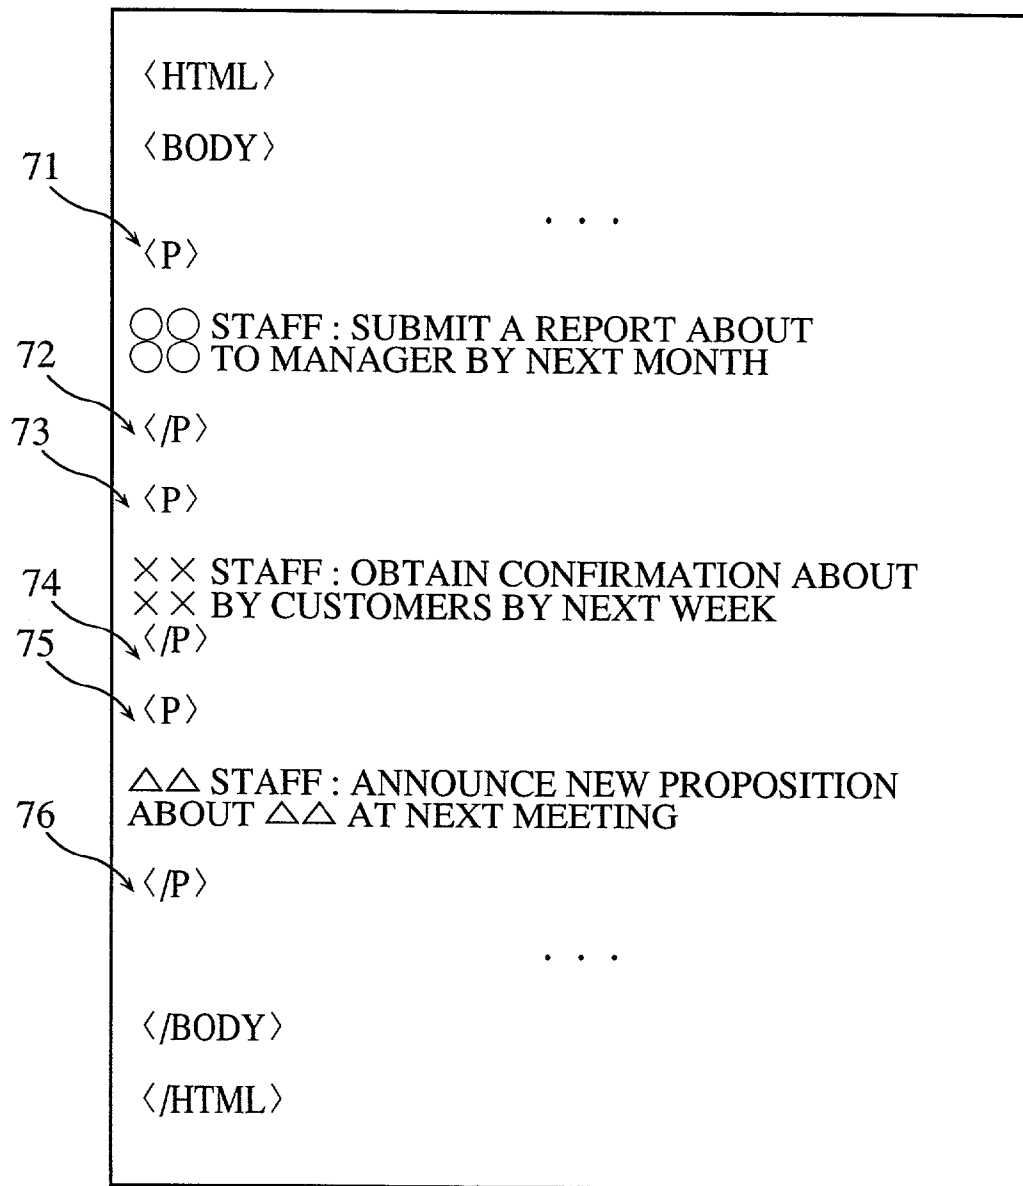 〈HTML〉
〈BODY〉
71
. . .
〈P〉
○○ STAFF : SUBMIT A REPORT ABOUT
72
○○ TO MANAGER BY NEXT MONTH
〈/P〉
73
〈P〉
×× STAFF : OBTAIN CONFIRMATION ABOUT
74
×× BY CUSTOMERS BY NEXT WEEK
〈/P〉
75
〈P〉
△△ STAFF : ANNOUNCE NEW PROPOSITION
76
ABOUT △△ AT NEXT MEETING
〈/P〉
. . .
〈/BODY〉
〈/HTML〉